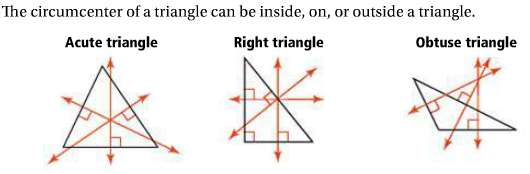 The circumcenter of a triangle can be inside, on, or outside a triangle.
Acute triangle
Right triangle
Obtuse triangle